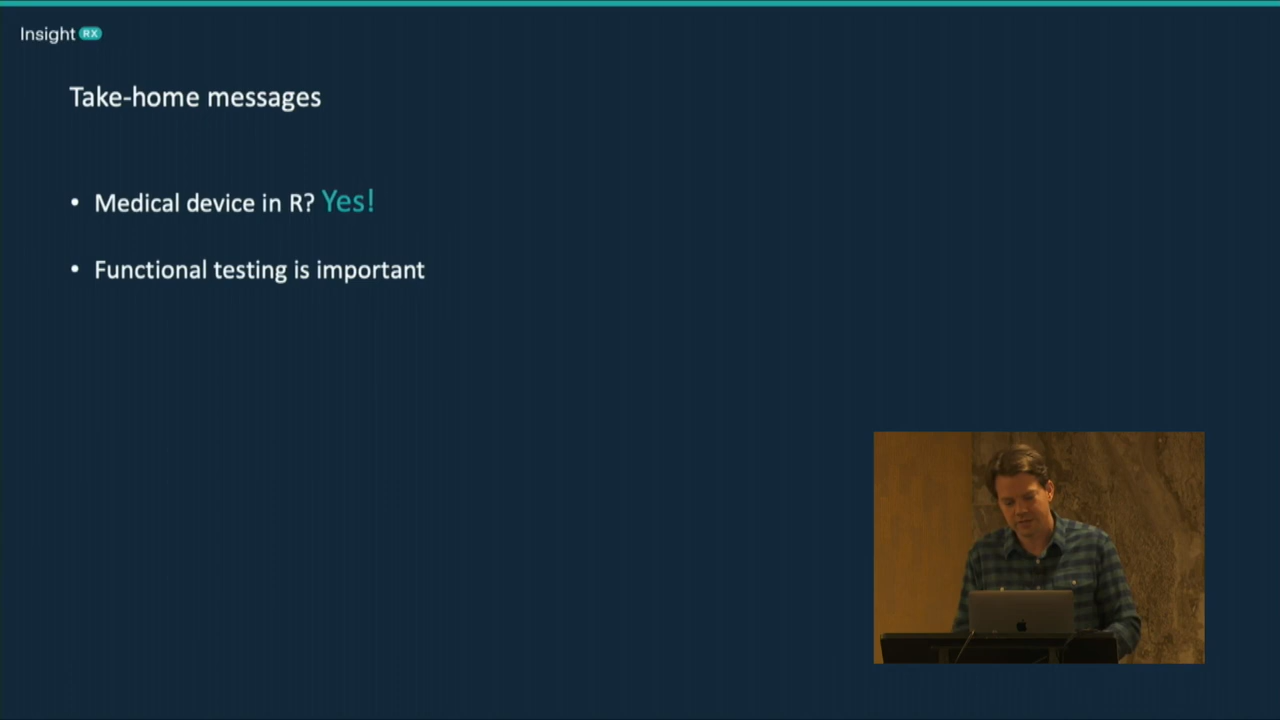 Insight RX
Take-home messages
• Medical device in R? Yes!
• Functional testing is important